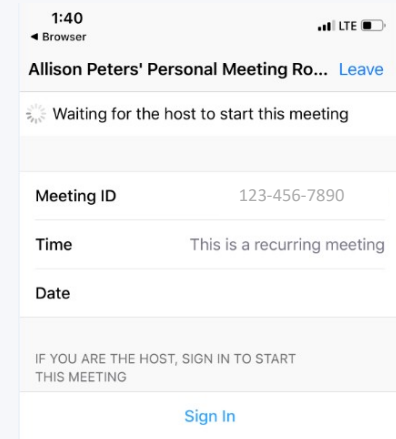 1:40
LTE
◀ Browser
Allison Peters' Personal Meeting Ro... Leave
Waiting for the host to start this meeting
Meeting ID 123-456-7890
Time This is a recurring meeting
Date
IF YOU ARE THE HOST, SIGN IN TO START
THIS MEETING
Sign In